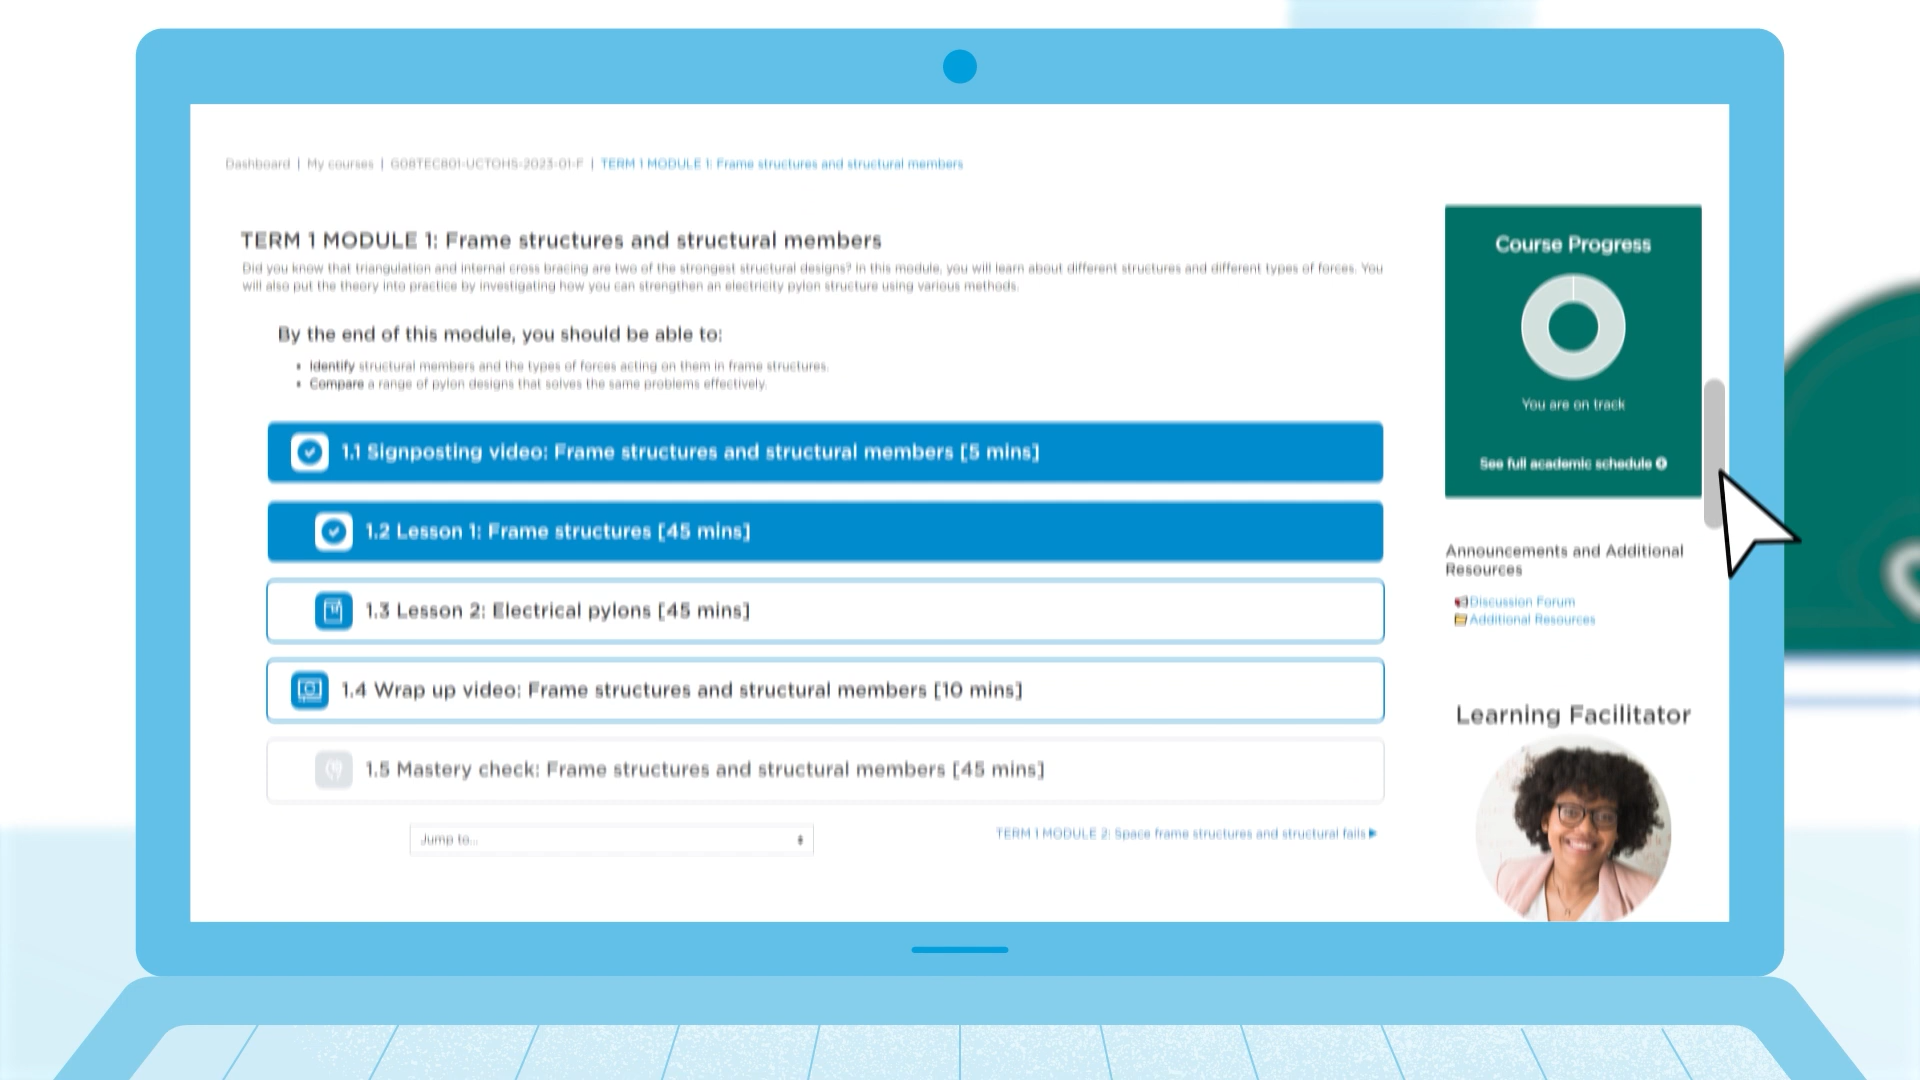 Dashboard | My courses | G08TEC801-UCTOHS-2023-01-F | TERM 1 MODULE 1: Frame structures and structural members
TERM 1 MODULE 1: Frame structures and structural members
Did you know that triangulation and internal cross bracing are two of the strongest structural designs? In this module, you will learn about different structures and different types of forces. You
will also put the theory into practice by investigating how you can strengthen an electricity pylon structure using various methods.
By the end of this module, you should be able to:
• Identify structural members and the types of forces acting on them in frame structures.
• Compare a range of pylon designs that solves the same problems effectively.
1.1 Signposting video: Frame structures and structural members [5 mins]
1.2 Lesson 1: Frame structures [45 mins]
1.3 Lesson 2: Electrical pylons [45 mins]
1.4 Wrap up video: Frame structures and structural members [10 mins]
1.5 Mastery check: Frame structures and structural members [45 mins]
Jump to...
TERM 1 MODULE 2: Space frame structures and structural fails
Course Progress
You are on track
See full academic schedule
Announcements and Additional
Resources
Discussion Forum
Additional Resources
Learning Facilitator